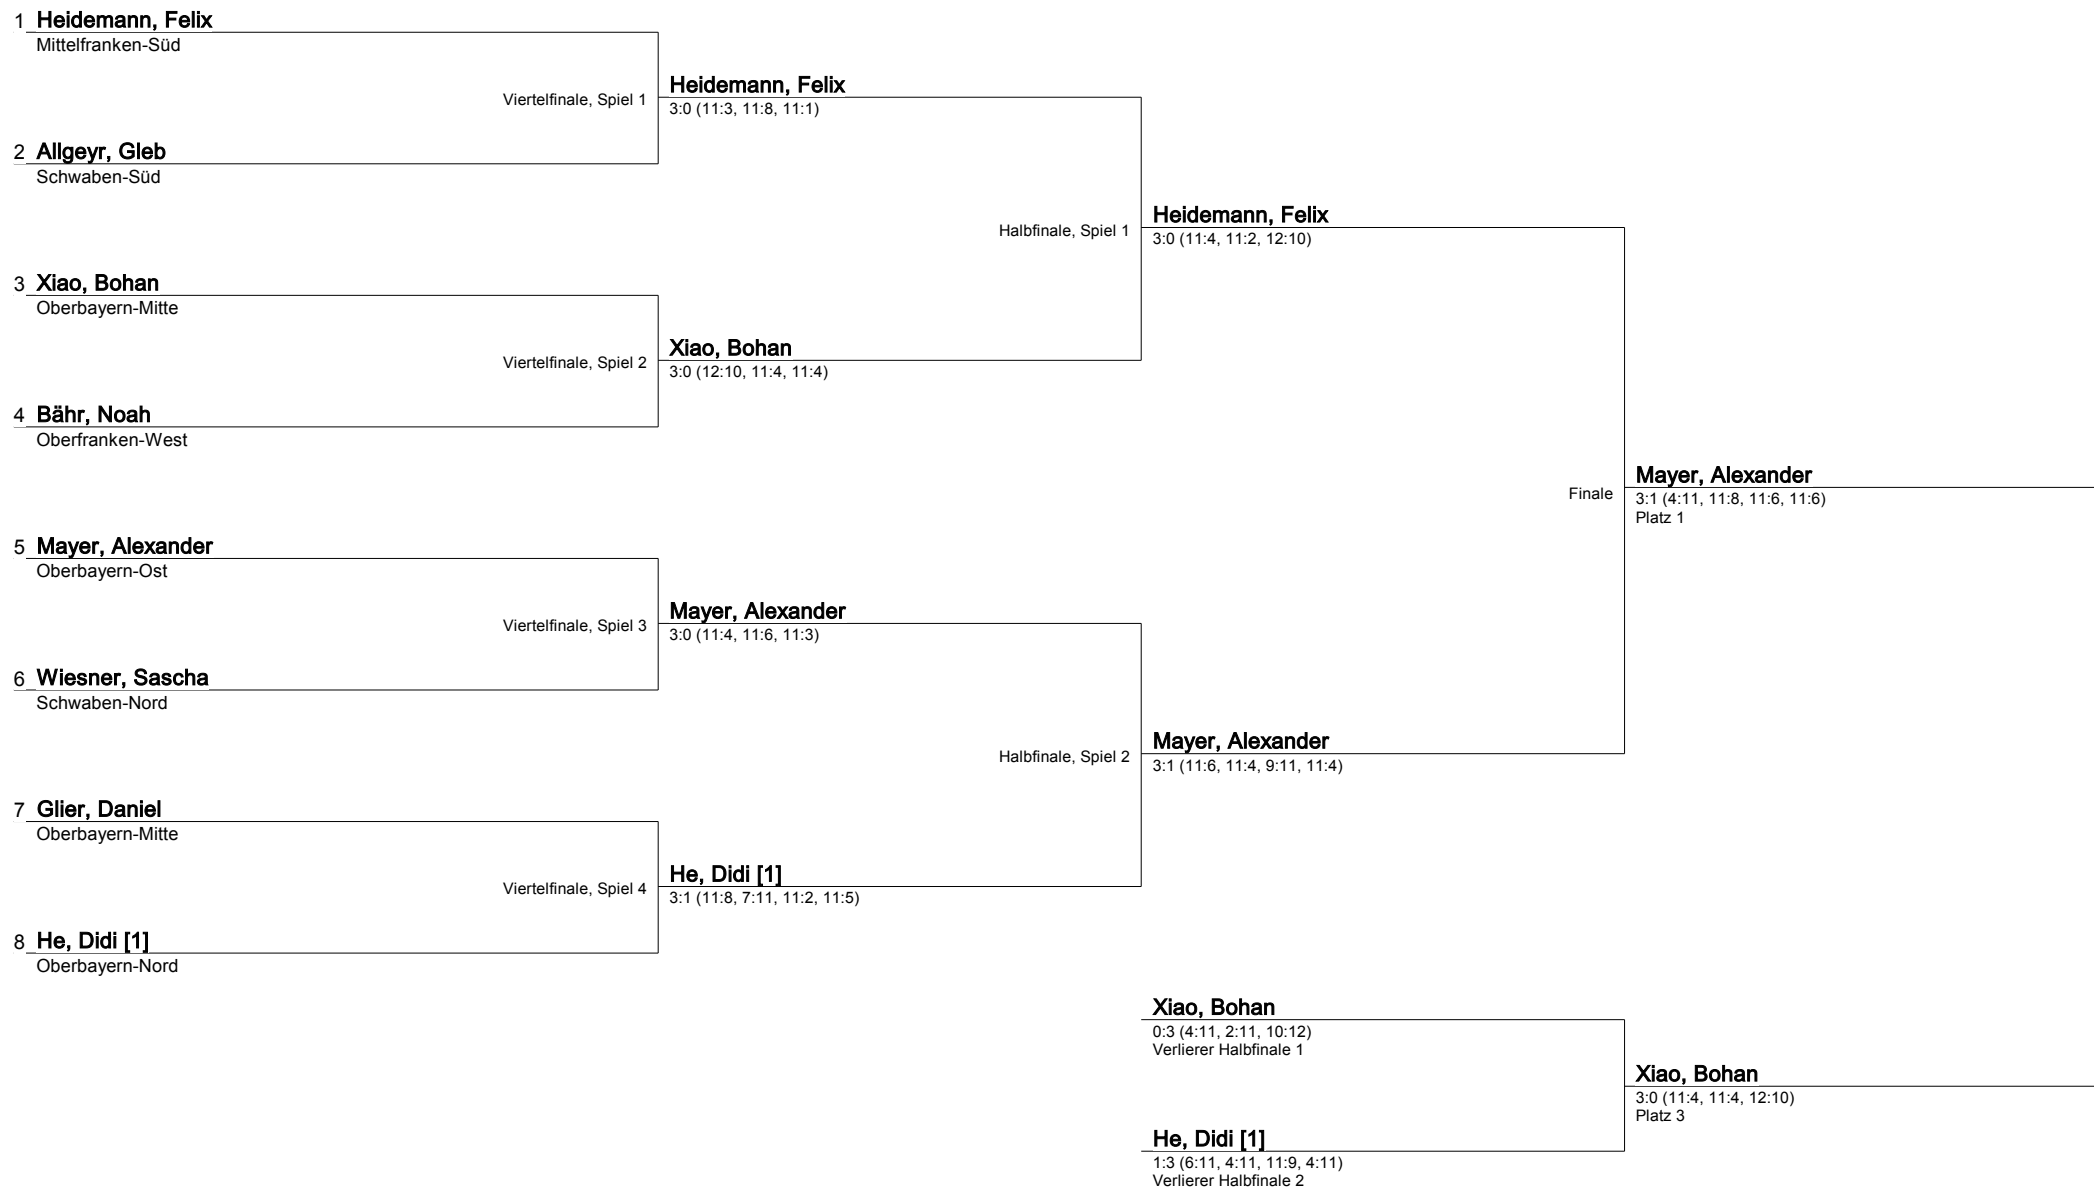 1 Heidemann, Felix
Mittelfranken-Süd
Viertelfinale, Spiel 1
2 Allgeyr, Gleb
Schwaben-Süd
Heidemann, Felix
3:0 (11:3, 11:8, 11:1)
3 Xiao, Bohan
Oberbayern-Mitte
Viertelfinale, Spiel 2
4 Bähr, Noah
Oberfranken-West
Xiao, Bohan
3:0 (12:10, 11:4, 11:4)
Halbfinale, Spiel 1
Heidemann, Felix
3:0 (11:4, 11:2, 12:10)
5 Mayer, Alexander
Oberbayern-Ost
Viertelfinale, Spiel 3
6 Wiesner, Sascha
Schwaben-Nord
Mayer, Alexander
3:0 (11:4, 11:6, 11:3)
7 Glier, Daniel
Oberbayern-Mitte
Viertelfinale, Spiel 4
8 He, Didi [1]
Oberbayern-Nord
He, Didi [1]
3:1 (11:8, 7:11, 11:2, 11:5)
Halbfinale, Spiel 2
Mayer, Alexander
3:1 (11:6, 11:4, 9:11, 11:4)
Finale
Mayer, Alexander
3:1 (4:11, 11:8, 11:6, 11:6)
Platz 1
Xiao, Bohan
0:3 (4:11, 2:11, 10:12)
Verlierer Halbfinale 1
He, Didi [1]
1:3 (6:11, 4:11, 11:9, 4:11)
Verlierer Halbfinale 2
Xiao, Bohan
3:0 (11:4, 11:4, 12:10)
Platz 3